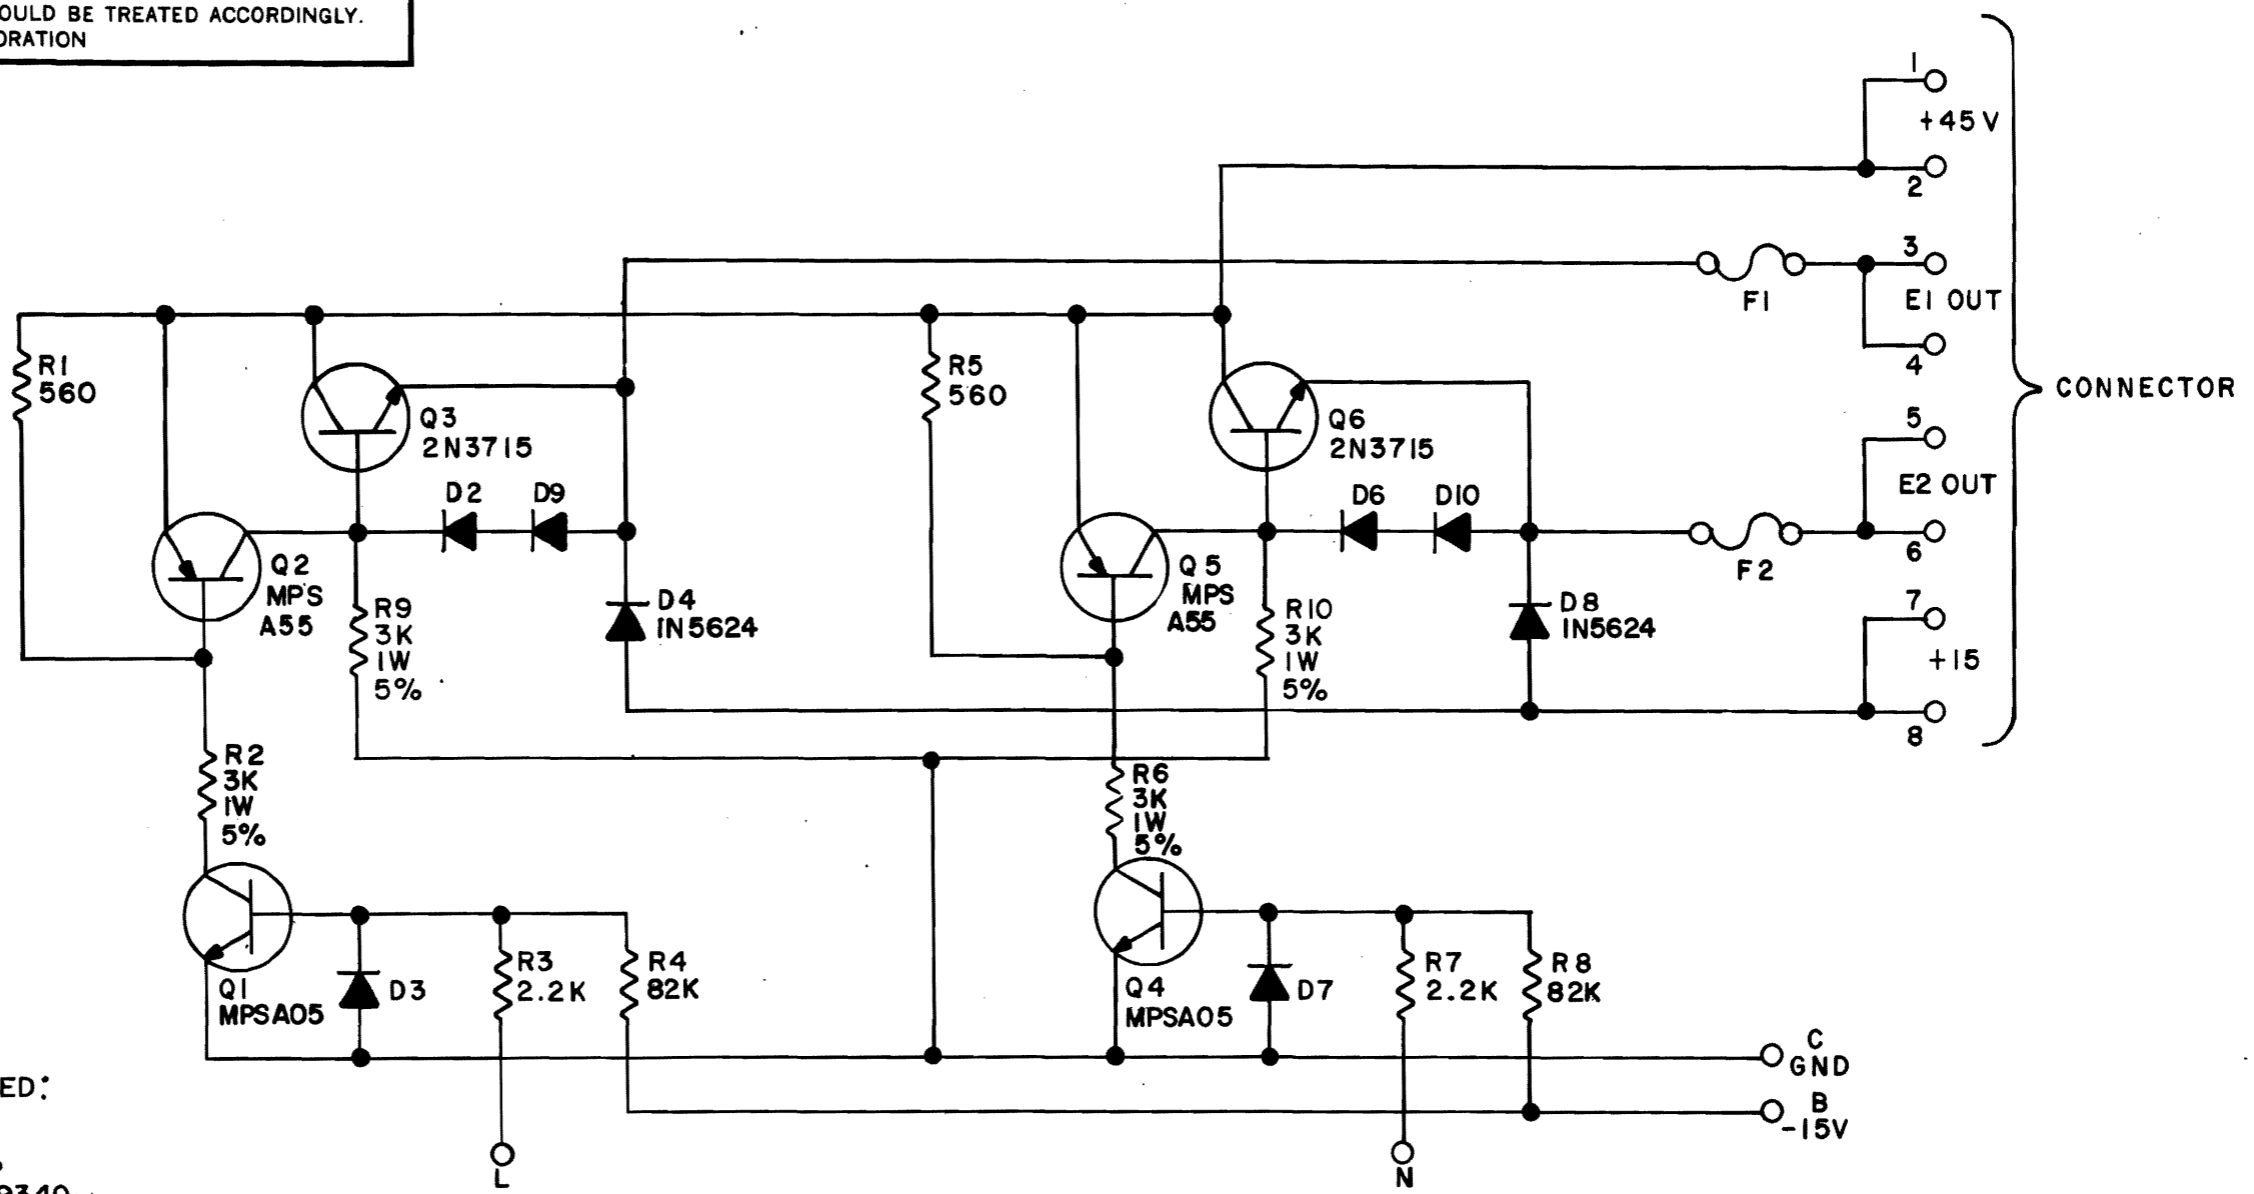 OULD BE TREATED ACCORDINGLY.
ORATION
1
+45V
2
3
F1
E1 OUT
4
CONNECTOR
5
E2 OUT
6
F2
7
+15
8
R1
560
Q3
2N3715
D2
D9
Q2
MPS
A55
R9
3K
1W
5%
D4
1N5624
R5
560
Q6
2N3715
D6
D10
Q5
MPS
A55
R10
3K
1W
5%
D8
1N5624
R2
3K
1W
5%
R6
3K
1W
5%
Q1
MPSA05
D3
R3
2.2K
R4
82K
Q4
MPSA05
D7
R7
2.2K
R8
82K
C
GND
B
-15V
ED:
L
N